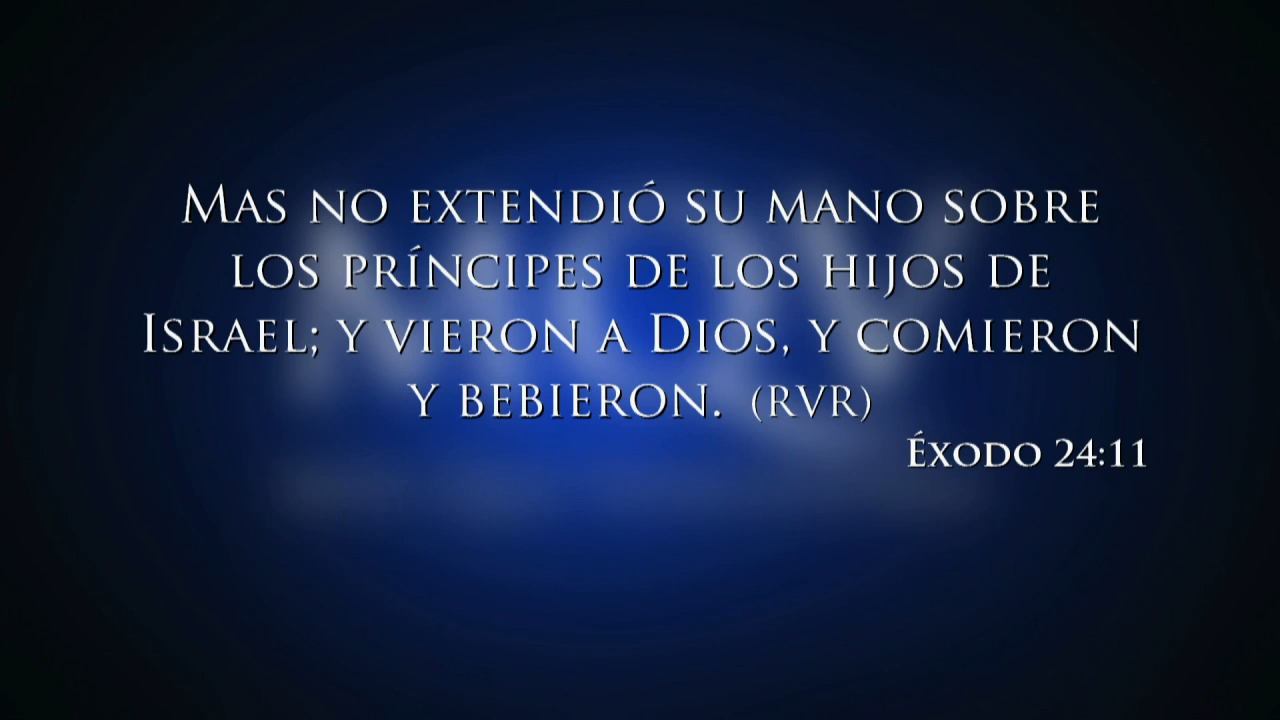 Mas no extendió su mano sobre
los príncipes de los hijos de
Israel; y vieron a Dios, y comieron
y bebieron. (RVR)
Éxodo 24:11